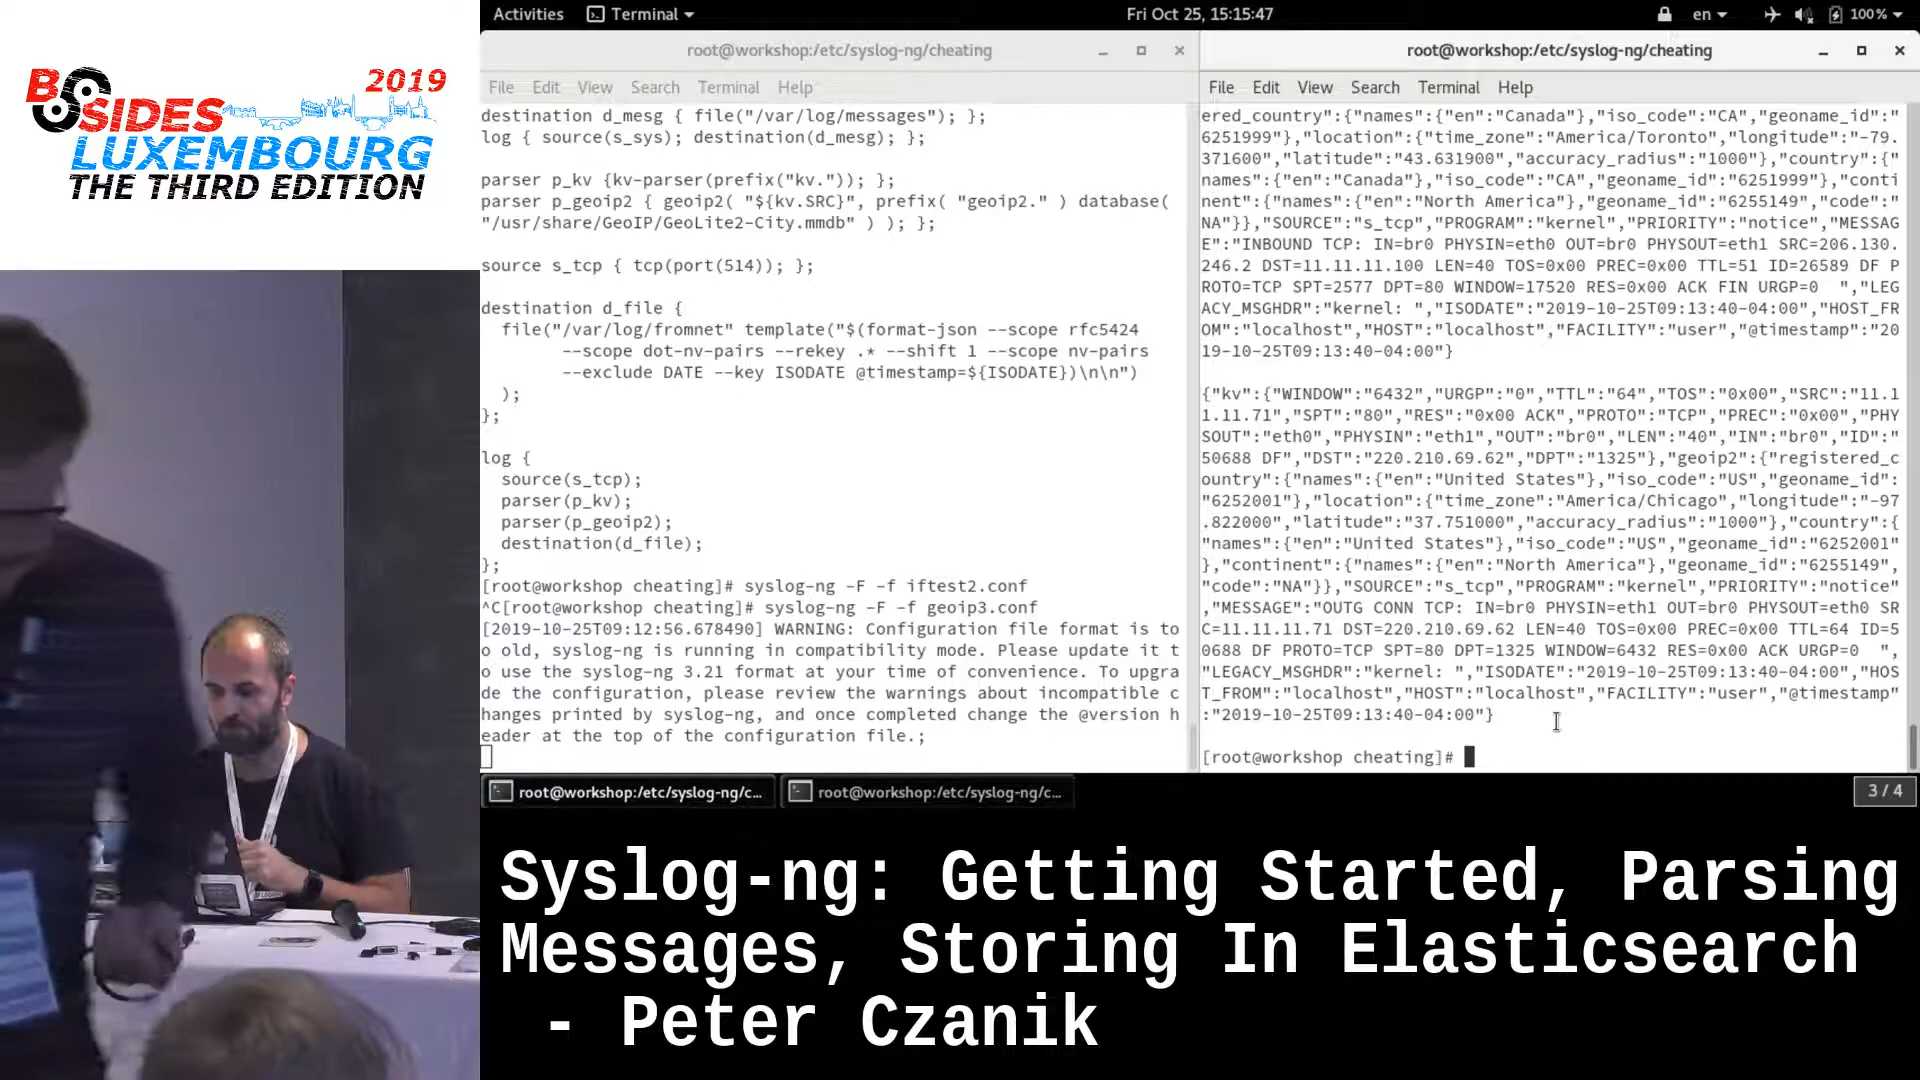 BSIDES 2019
LUXEMBOURG
THE THIRD EDITION
Activities Terminal Fri Oct 25, 15:15:47 en 100%
root@workshop:/etc/syslog-ng/cheating
File Edit View Search Terminal Help
destination d_mesg { file("/var/log/messages"); };
log { source(s_sys); destination(d_mesg); };
parser p_kv {kv-parser(prefix("kv.")); };
parser p_geoip2 { geoip2( "${kv.SRC}", prefix( "geoip2." ) database(
"/usr/share/GeoIP/GeoLite2-City.mmdb" ) ); };
source s_tcp { tcp(port(514)); };
destination d_file {
file("/var/log/fromnet" template("$(format-json --scope rfc5424
--scope dot-nv-pairs --rekey .* --shift 1 --scope nv-pairs
--exclude DATE --key ISODATE @timestamp=${ISODATE})\n\n")
);
};
log {
source(s_tcp);
parser(p_kv);
parser(p_geoip2);
destination(d_file);
};
[root@workshop cheating]# syslog-ng -F -f iftest2.conf
^C[root@workshop cheating]# syslog-ng -F -f geoip3.conf
[2019-10-25T09:12:56.678490] WARNING: Configuration file format is to
o old, syslog-ng is running in compatibility mode. Please update it t
o use the syslog-ng 3.21 format at your time of convenience. To upgra
de the configuration, please review the warnings about incompatible c
hanges printed by syslog-ng, and once completed change the @version h
eader at the top of the configuration file.;
root@workshop:/etc/syslog-ng/cheating
File Edit View Search Terminal Help
ered_country":{"names":{"en":"Canada"},"iso_code":"CA","geoname_id":"
6251999"},"location":{"time_zone":"America/Toronto","longitude":"-79.
371600","latitude":"43.631900","accuracy_radius":"1000"},"country":{"
names":{"en":"Canada"},"iso_code":"CA","geoname_id":"6251999"},"conti
nent":{"names":{"en":"North America"},"geoname_id":"6255149","code":"
NA"}},"SOURCE":"s_tcp","PROGRAM":"kernel","PRIORITY":"notice","MESSAG
E":"INBOUND TCP: IN=br0 PHYSIN=eth0 OUT=br0 PHYSOUT=eth1 SRC=206.130.
246.2 DST=11.11.11.100 LEN=40 TOS=0x00 PREC=0x00 TTL=51 ID=26589 DF P
ROTO=TCP SPT=2577 DPT=80 WINDOW=17520 RES=0x00 ACK FIN URGP=0  ","LEG
ACY_MSGHDR":"kernel: ","ISODATE":"2019-10-25T09:13:40-04:00","HOST_FR
OM":"localhost","HOST":"localhost","FACILITY":"user","@timestamp":"20
19-10-25T09:13:40-04:00"}
{"kv":{"WINDOW":"6432","URGP":"0","TTL":"64","TOS":"0x00","SRC":"11.1
1.11.71","SPT":"80","RES":"0x00 ACK","PROTO":"TCP","PREC":"0x00","PHY
SOUT":"eth0","PHYSIN":"eth1","OUT":"br0","LEN":"40","IN":"br0","ID":"
50688 DF","DST":"220.210.69.62","DPT":"1325"},"geoip2":{"registered_c
ountry":{"names":{"en":"United States"},"iso_code":"US","geoname_id":
"6252001"},"location":{"time_zone":"America/Chicago","longitude":"-97
.822000","latitude":"37.751000","accuracy_radius":"1000"},"country":{
"names":{"en":"United States"},"iso_code":"US","geoname_id":"6252001"
},"continent":{"names":{"en":"North America"},"geoname_id":"6255149",
"code":"NA"}},"SOURCE":"s_tcp","PROGRAM":"kernel","PRIORITY":"notice"
,"MESSAGE":"OUTG CONN TCP: IN=br0 PHYSIN=eth1 OUT=br0 PHYSOUT=eth0 SR
C=11.11.11.71 DST=220.210.69.62 LEN=40 TOS=0x00 PREC=0x00 TTL=64 ID=5
0688 DF PROTO=TCP SPT=80 DPT=1325 WINDOW=6432 RES=0x00 ACK URGP=0  ",
"LEGACY_MSGHDR":"kernel: ","ISODATE":"2019-10-25T09:13:40-04:00","HOS
T_FROM":"localhost","HOST":"localhost","FACILITY":"user","@timestamp"
:"2019-10-25T09:13:40-04:00"}
[root@workshop cheating]#
root@workshop:/etc/syslog-ng/c... root@workshop:/etc/syslog-ng/c... 3 / 4
Syslog-ng: Getting Started, Parsing
Messages, Storing In Elasticsearch
- Peter Czanik